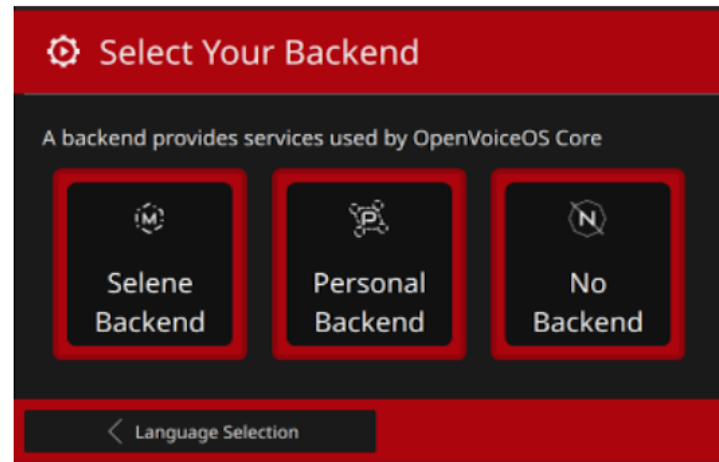 Select Your Backend
A backend provides services used by OpenVoiceOS Core
M
P
N
Selene
Backend
Personal
Backend
No
Backend
Language Selection